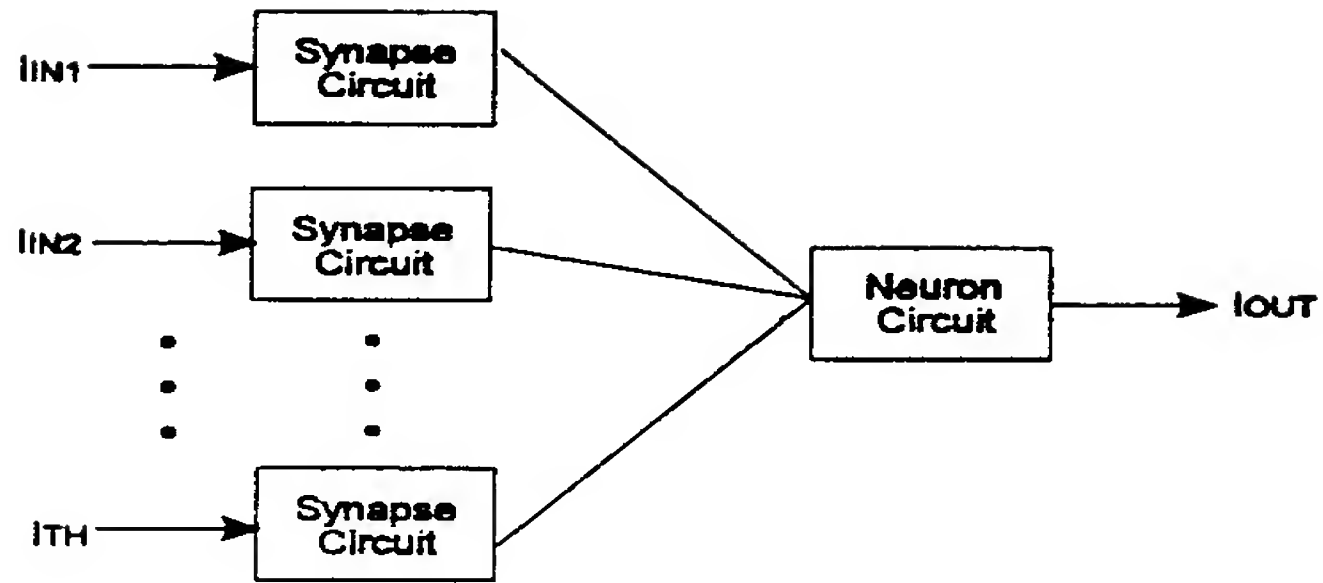 IIN1
Synapse
Circuit
IIN2
Synapse
Circuit
Neuron
Circuit
IOUT
ITH
Synapse
Circuit